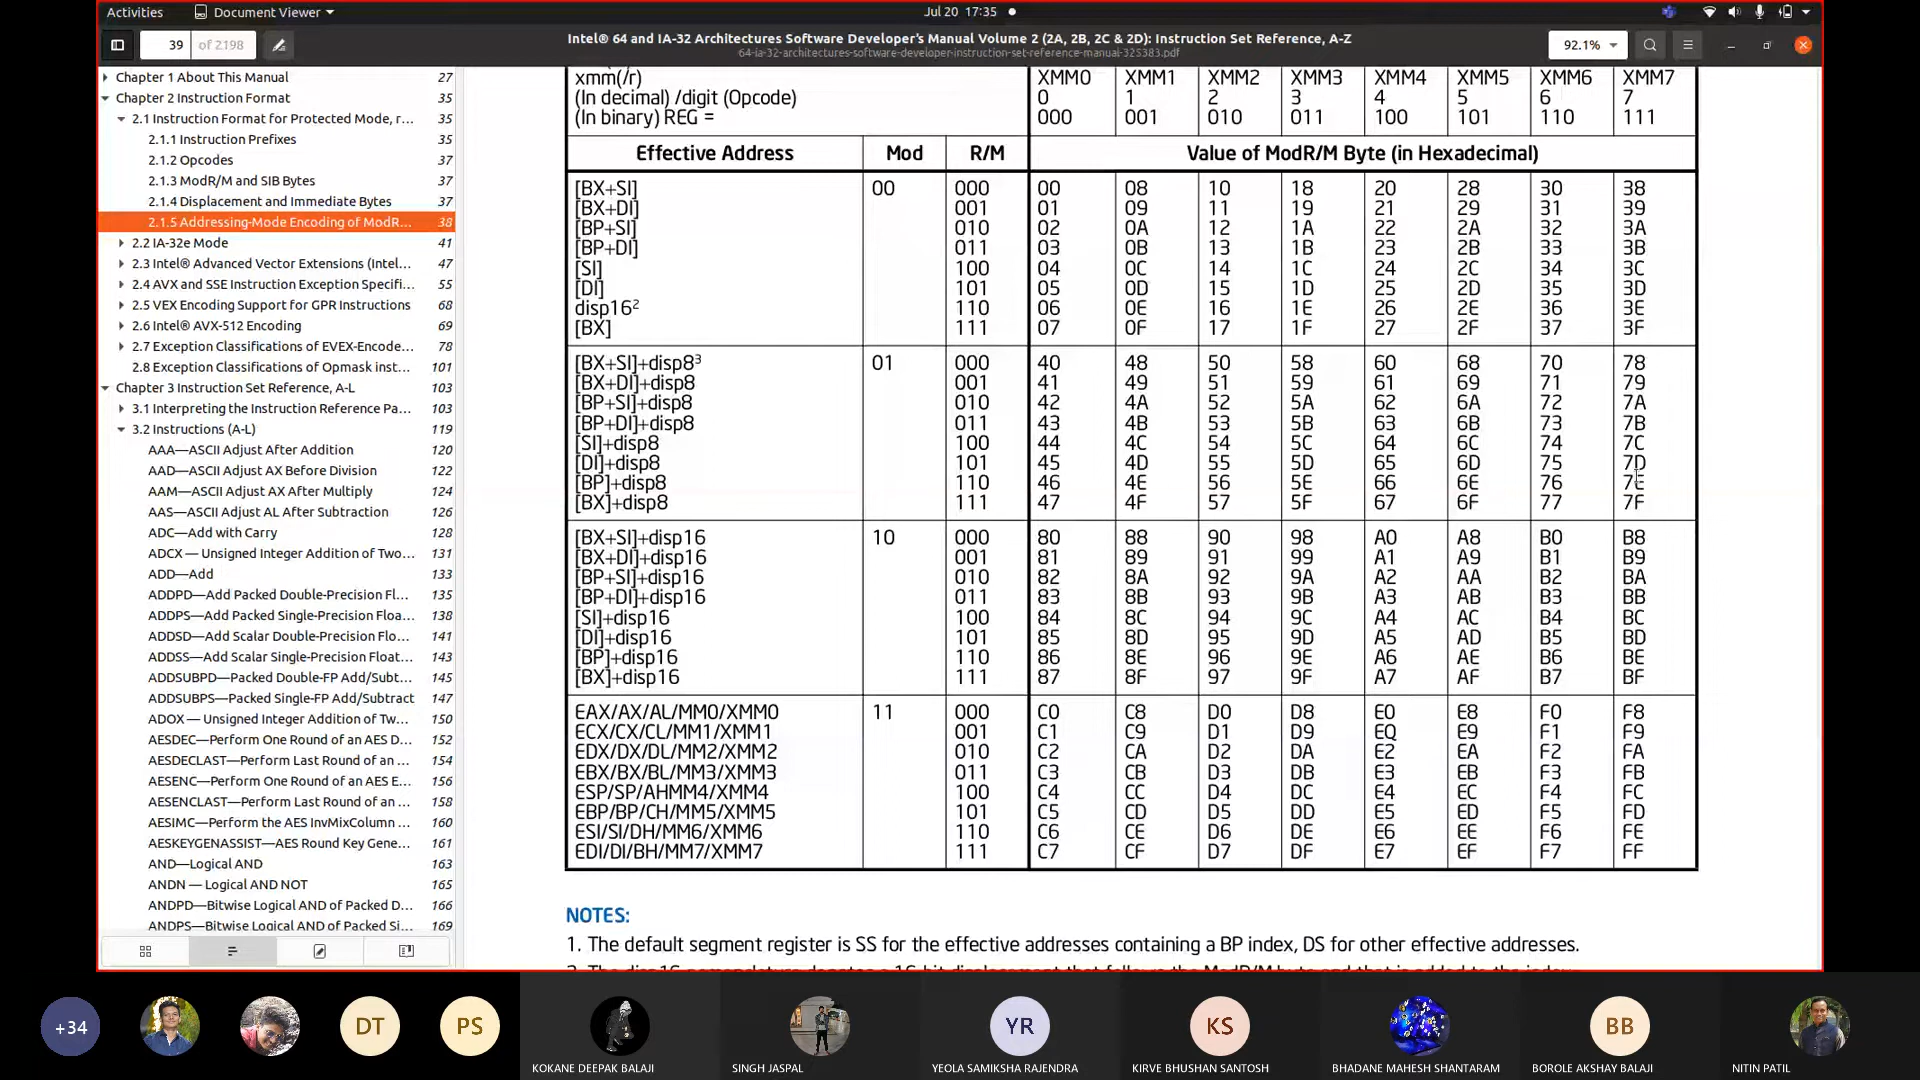 Activities
Document Viewer
Jul 20 17:35
39 of 2198
Intel® 64 and IA-32 Architectures Software Developer's Manual Volume 2 (2A, 2B, 2C & 2D): Instruction Set Reference, A-Z
64-ia-32-architectures-software-developer-instruction-set-reference-manual-325383.pdf
92.1%
Chapter 1 About This Manual 27
Chapter 2 Instruction Format 35
2.1 Instruction Format for Protected Mode, r… 35
2.1.1 Instruction Prefixes 35
2.1.2 Opcodes 37
2.1.3 ModR/M and SIB Bytes 37
2.1.4 Displacement and Immediate Bytes 37
2.1.5 Addressing-Mode Encoding of ModR… 38
2.2 IA-32e Mode 41
2.3 Intel® Advanced Vector Extensions (Intel… 47
2.4 AVX and SSE Instruction Exception Specifi… 55
2.5 VEX Encoding Support for GPR Instructions 68
2.6 Intel® AVX-512 Encoding 69
2.7 Exception Classifications of EVEX-Encode… 78
2.8 Exception Classifications of Opmask inst… 101
Chapter 3 Instruction Set Reference, A-L 103
3.1 Interpreting the Instruction Reference Pa… 103
3.2 Instructions (A-L) 119
AAA—ASCII Adjust After Addition 120
AAD—ASCII Adjust AX Before Division 122
AAM—ASCII Adjust AX After Multiply 124
AAS—ASCII Adjust AL After Subtraction 126
ADC—Add with Carry 128
ADCX — Unsigned Integer Addition of Two… 131
ADD—Add 133
ADDPD—Add Packed Double-Precision Fl… 135
ADDPS—Add Packed Single-Precision Floa… 138
ADDSD—Add Scalar Double-Precision Flo… 141
ADDSS—Add Scalar Single-Precision Float… 143
ADDSUBPD—Packed Double-FP Add/Subt… 145
ADDSUBPS—Packed Single-FP Add/Subtract 147
ADOX — Unsigned Integer Addition of Tw… 150
AESDEC—Perform One Round of an AES D… 152
AESDECLAST—Perform Last Round of an … 154
AESENC—Perform One Round of an AES E… 156
AESENCLAST—Perform Last Round of an … 158
AESIMC—Perform the AES InvMixColumn … 160
AESKEYGENASSIST—AES Round Key Gene… 161
AND—Logical AND 163
ANDN — Logical AND NOT 165
ANDPD—Bitwise Logical AND of Packed D… 166
ANDPS—Bitwise Logical AND of Packed Si… 169
xmm(/r) XMM0 XMM1 XMM2 XMM3 XMM4 XMM5 XMM6 XMM7
(In decimal) /digit (Opcode) 0 1 2 3 4 5 6 7
(In binary) REG = 000 001 010 011 100 101 110 111
Effective Address Mod R/M Value of ModR/M Byte (in Hexadecimal)
[BX+SI] 00 000 00 08 10 18 20 28 30 38
[BX+DI] 001 01 09 11 19 21 29 31 39
[BP+SI] 010 02 0A 12 1A 22 2A 32 3A
[BP+DI] 011 03 0B 13 1B 23 2B 33 3B
[SI] 100 04 0C 14 1C 24 2C 34 3C
[DI] 101 05 0D 15 1D 25 2D 35 3D
disp16² 110 06 0E 16 1E 26 2E 36 3E
[BX] 111 07 0F 17 1F 27 2F 37 3F
[BX+SI]+disp8³ 01 000 40 48 50 58 60 68 70 78
[BX+DI]+disp8 001 41 49 51 59 61 69 71 79
[BP+SI]+disp8 010 42 4A 52 5A 62 6A 72 7A
[BP+DI]+disp8 011 43 4B 53 5B 63 6B 73 7B
[SI]+disp8 100 44 4C 54 5C 64 6C 74 7C
[DI]+disp8 101 45 4D 55 5D 65 6D 75 7D
[BP]+disp8 110 46 4E 56 5E 66 6E 76 7E
[BX]+disp8 111 47 4F 57 5F 67 6F 77 7F
[BX+SI]+disp16 10 000 80 88 90 98 A0 A8 B0 B8
[BX+DI]+disp16 001 81 89 91 99 A1 A9 B1 B9
[BP+SI]+disp16 010 82 8A 92 9A A2 AA B2 BA
[BP+DI]+disp16 011 83 8B 93 9B A3 AB B3 BB
[SI]+disp16 100 84 8C 94 9C A4 AC B4 BC
[DI]+disp16 101 85 8D 95 9D A5 AD B5 BD
[BP]+disp16 110 86 8E 96 9E A6 AE B6 BE
[BX]+disp16 111 87 8F 97 9F A7 AF B7 BF
EAX/AX/AL/MM0/XMM0 11 000 C0 C8 D0 D8 E0 E8 F0 F8
ECX/CX/CL/MM1/XMM1 001 C1 C9 D1 D9 EQ E9 F1 F9
EDX/DX/DL/MM2/XMM2 010 C2 CA D2 DA E2 EA F2 FA
EBX/BX/BL/MM3/XMM3 011 C3 CB D3 DB E3 EB F3 FB
ESP/SP/AHMM4/XMM4 100 C4 CC D4 DC E4 EC F4 FC
EBP/BP/CH/MM5/XMM5 101 C5 CD D5 DD E5 ED F5 FD
ESI/SI/DH/MM6/XMM6 110 C6 CE D6 DE E6 EE F6 FE
EDI/DI/BH/MM7/XMM7 111 C7 CF D7 DF E7 EF F7 FF
NOTES:
1. The default segment register is SS for the effective addresses containing a BP index, DS for other effective addresses.
2. The disp16 nomenclature denotes a 16-bit displacement that follows the ModR/M byte and that is added to the index.
+34
DT
PS
YR
KS
BB
KOKANE DEEPAK BALAJI
SINGH JASPAL
YEOLA SAMIKSHA RAJENDRA
KIRVE BHUSHAN SANTOSH
BHADANE MAHESH SHANTARAM
BOROLE AKSHAY BALAJI
NITIN PATIL